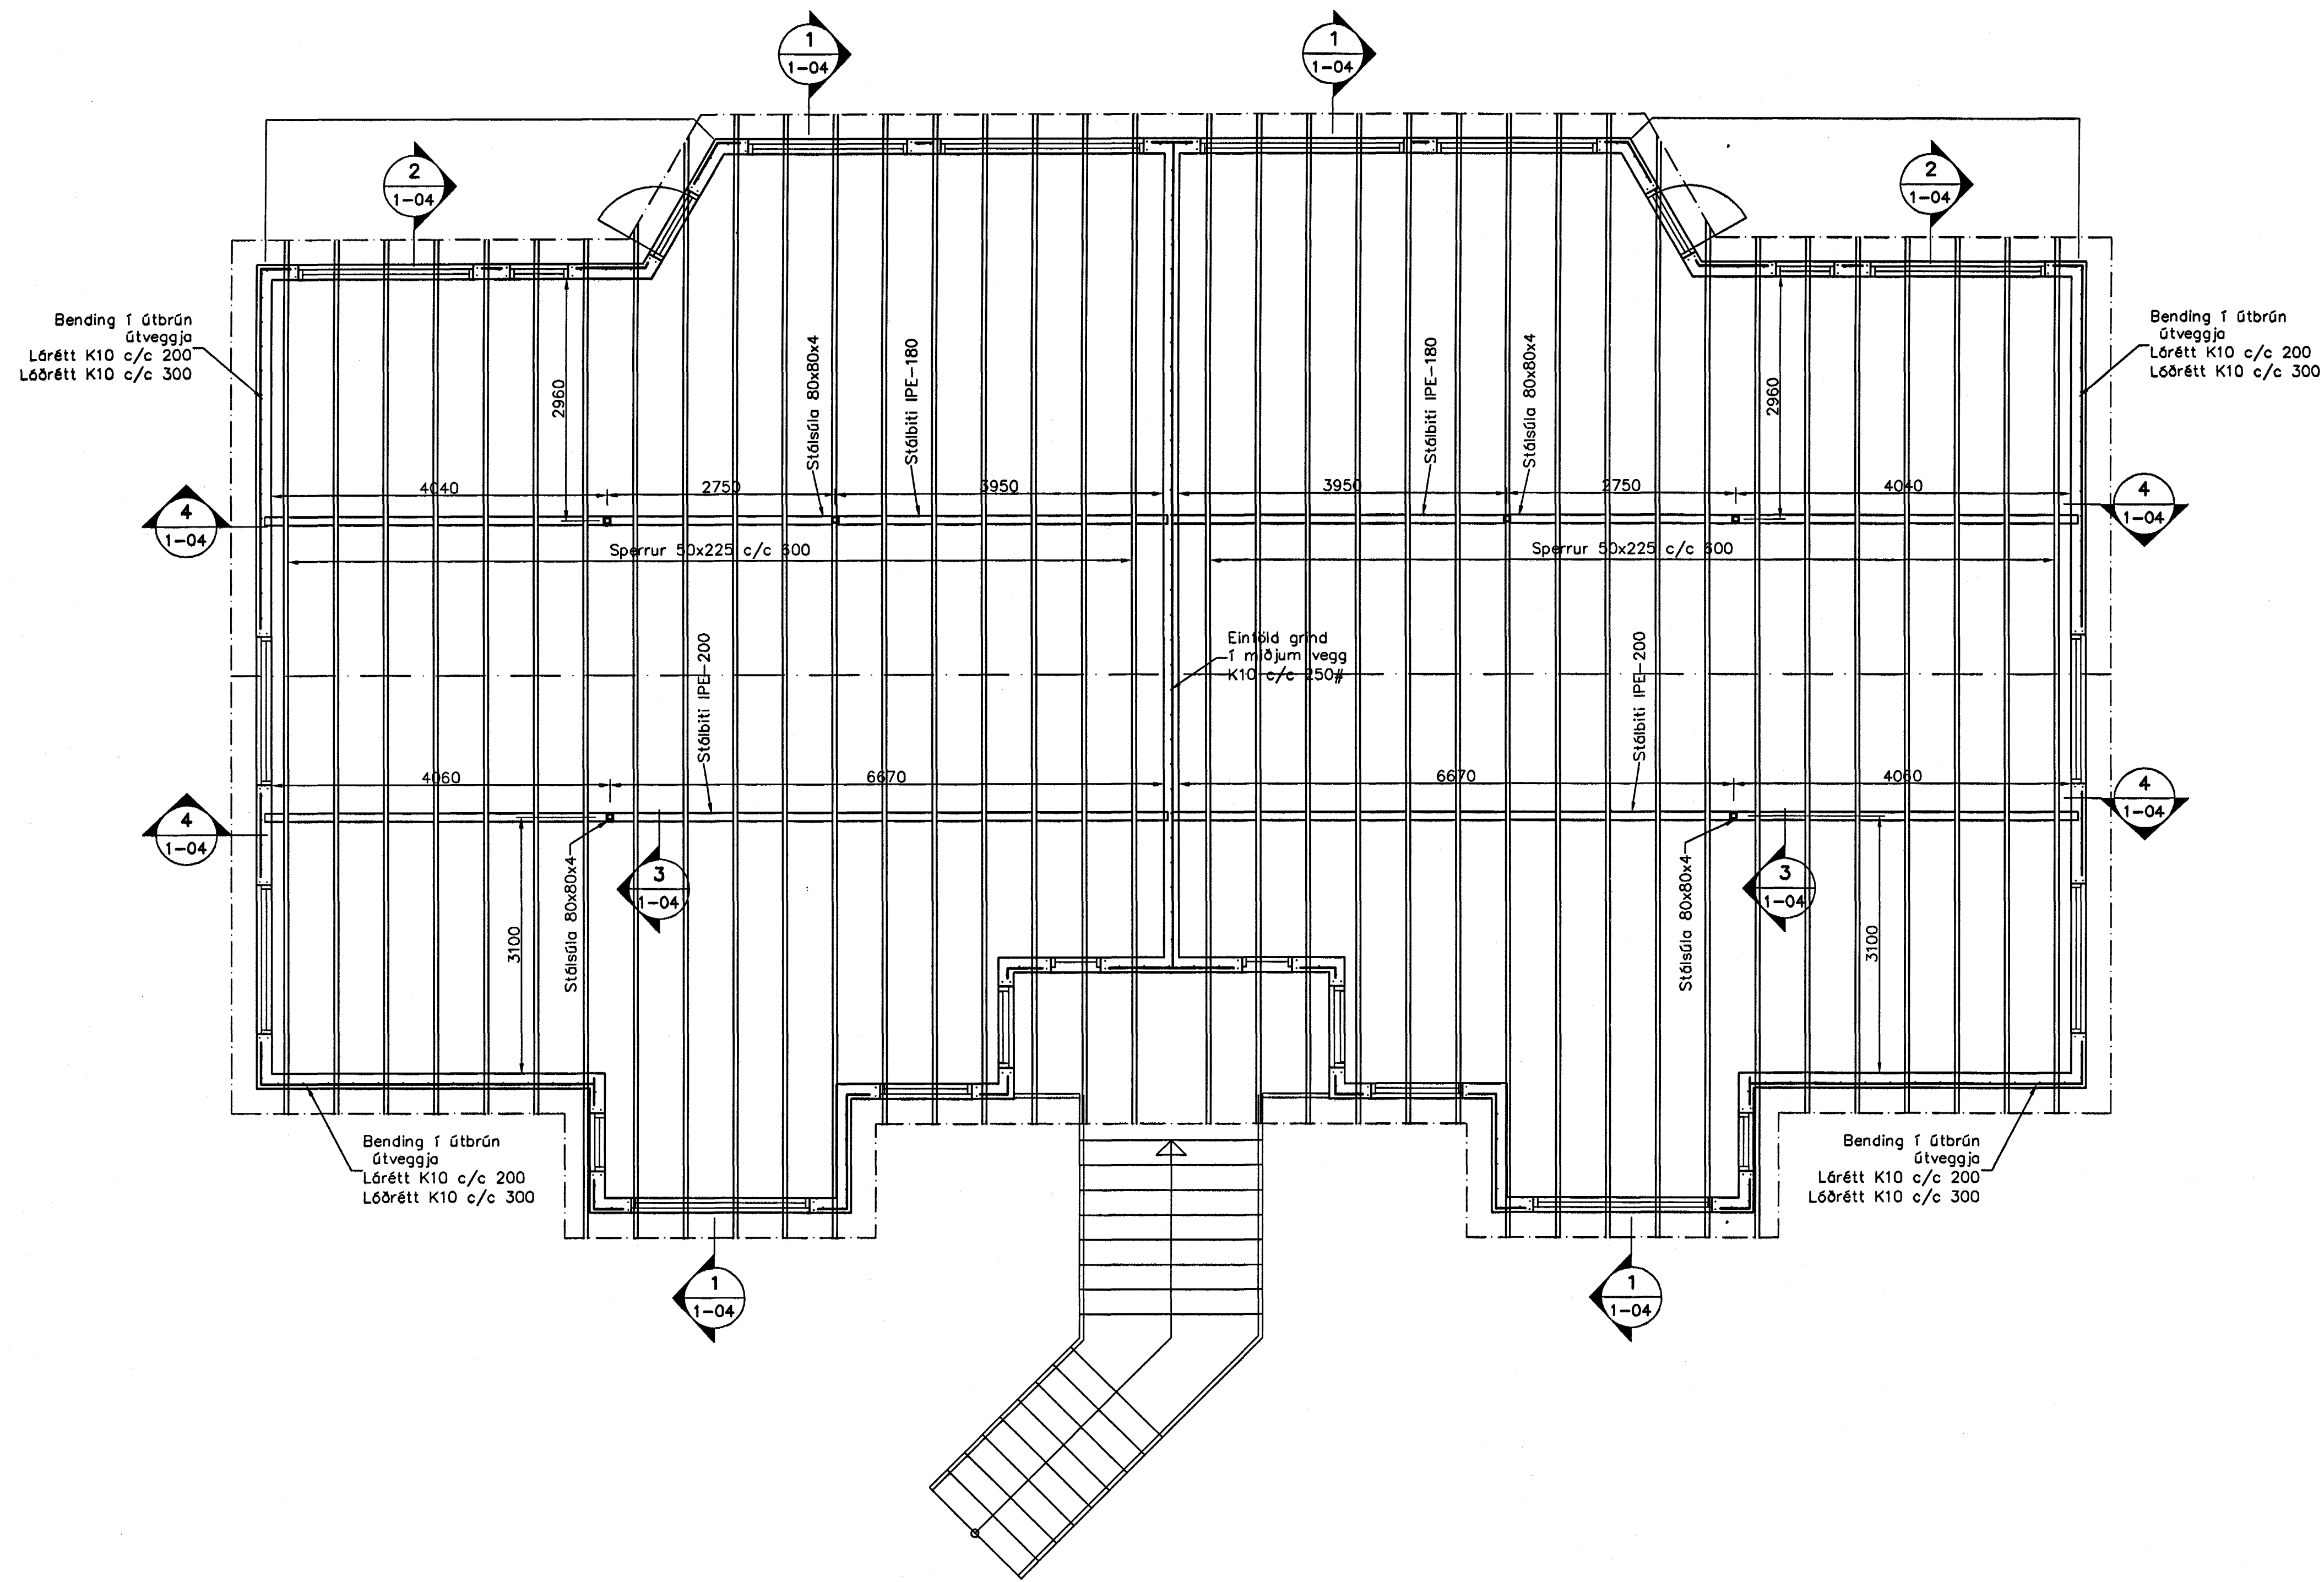 1
1-04
1
1-04
2
1-04
2
1-04
Bending í útbrún
útveggja
Lárétt K10 c/c 200
Lóðrétt K10 c/c 300
Bending í útbrún
útveggja
Lárétt K10 c/c 200
Lóðrétt K10 c/c 300
2960
Stálsúla 80x80x4
Stálbiti IPE-180
Stálbiti IPE-180
Stálsúla 80x80x4
2960
4040
2750
3950
3950
2750
4040
4
1-04
4
1-04
Sperrur 50x225 c/c 600
Sperrur 50x225 c/c 600
Stálbiti IPE-200
Einföld grind
í miðjum vegg
K10 c/c 250#
Stálbiti IPE-200
4060
6670
6670
4060
4
1-04
4
1-04
3
1-04
3
1-04
Stálsúla 80x80x4
3100
Stálsúla 80x80x4
3100
Bending í útbrún
útveggja
Lárétt K10 c/c 200
Lóðrétt K10 c/c 300
Bending í útbrún
útveggja
Lárétt K10 c/c 200
Lóðrétt K10 c/c 300
1
1-04
1
1-04